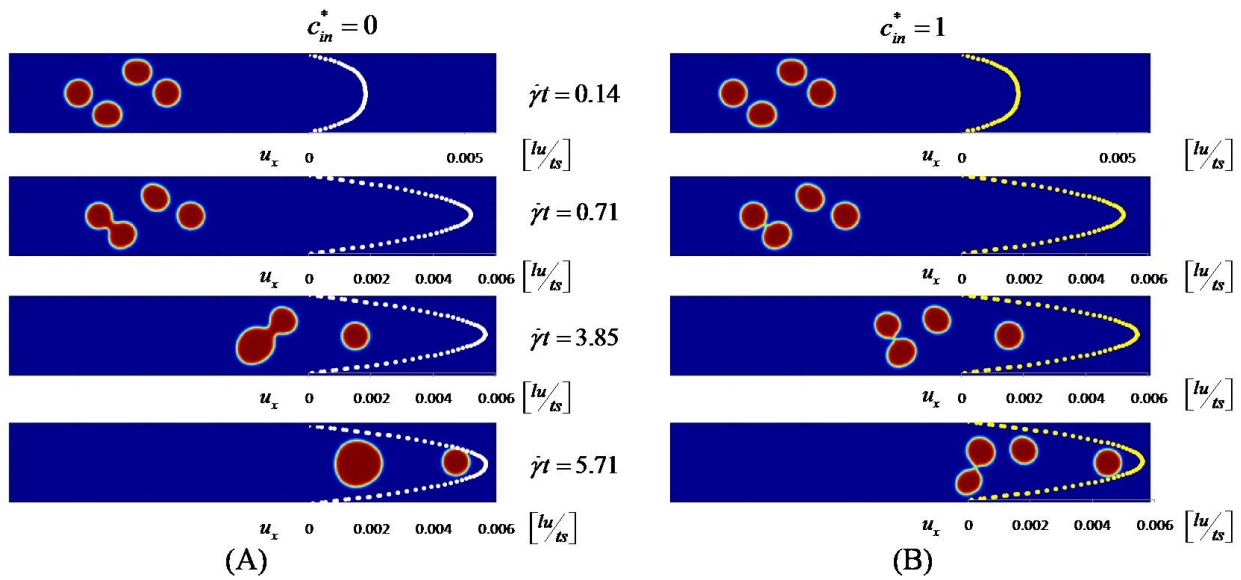 c*in = 0
c*in = 1
γ̇t = 0.14
ux 0 0.005 [lu/ts]
ux 0 0.005 [lu/ts]
γ̇t = 0.71
ux 0 0.002 0.004 0.006 [lu/ts]
ux 0 0.002 0.004 0.006 [lu/ts]
γ̇t = 3.85
ux 0 0.002 0.004 0.006 [lu/ts]
ux 0 0.002 0.004 0.006 [lu/ts]
γ̇t = 5.71
ux 0 0.002 0.004 0.006 [lu/ts]
ux 0 0.002 0.004 0.006 [lu/ts]
(A)
(B)